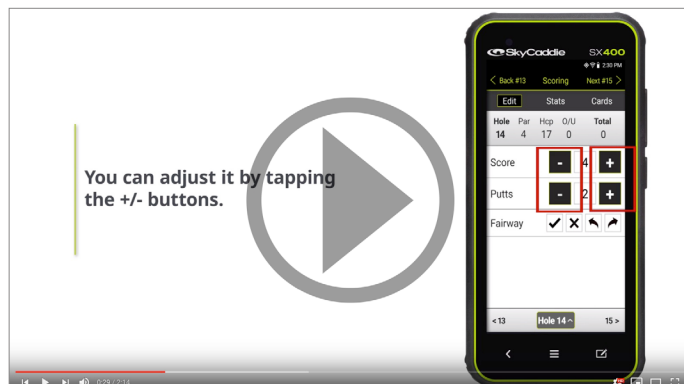 SkyCaddie SX400
2:30 PM
< Back #13 Scoring Next #15 >
Edit Stats Cards
Hole Par Hcp O/U Total
14 4 17 0 0
You can adjust it by tapping
the +/- buttons.
Score - 4 +
Putts - 2 +
Fairway
< 13 Hole 14 15 >
0:29 / 2:14